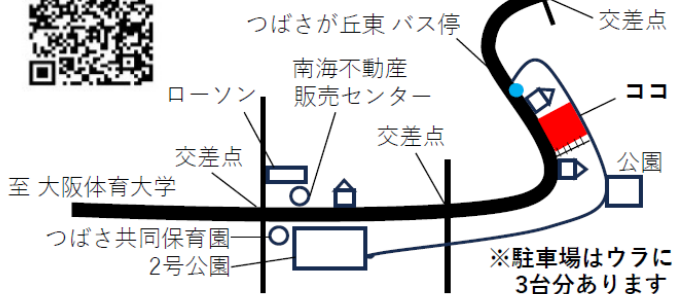 つばさが丘東 バス停
交差点
南海不動産
販売センター
ローソン
ココ
交差点
交差点
公園
至 大阪体育大学
つばさ共同保育園
2号公園
※駐車場はウラに
3台分あります